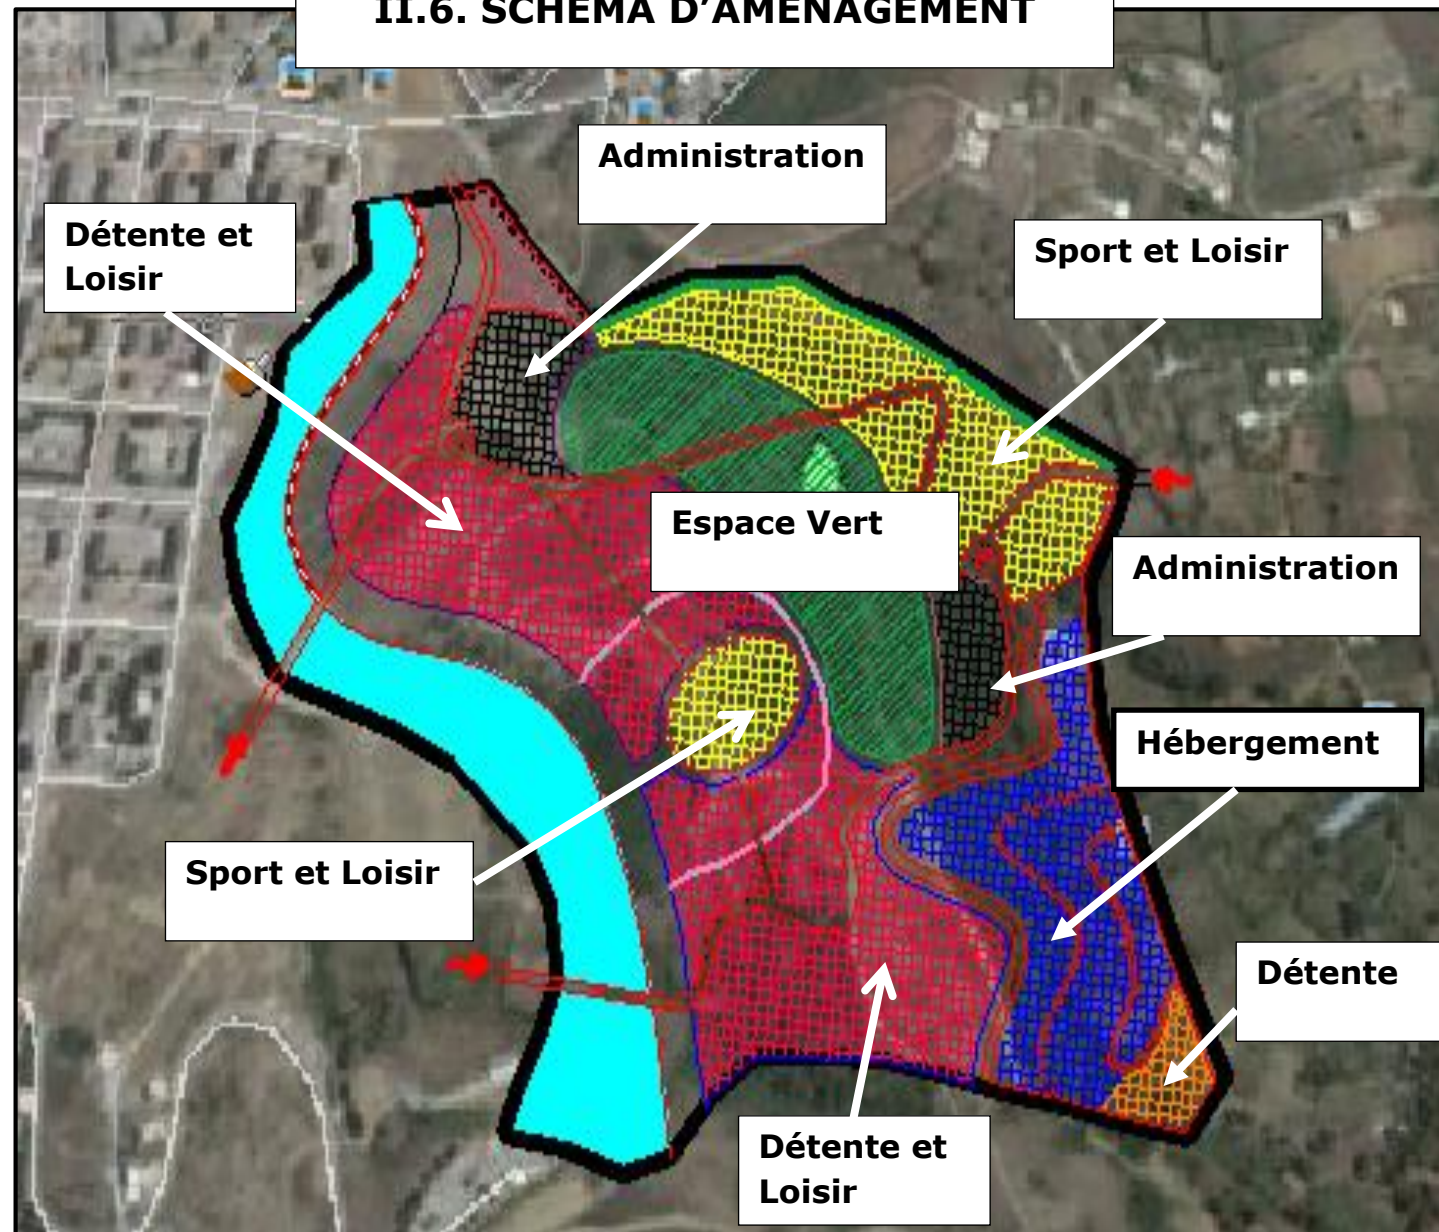 II.6. SCHEMA D’AMENAGEMENT
Administration
Détente et
Loisir
Sport et Loisir
Espace Vert
Administration
Hébergement
Sport et Loisir
Détente
Détente et
Loisir